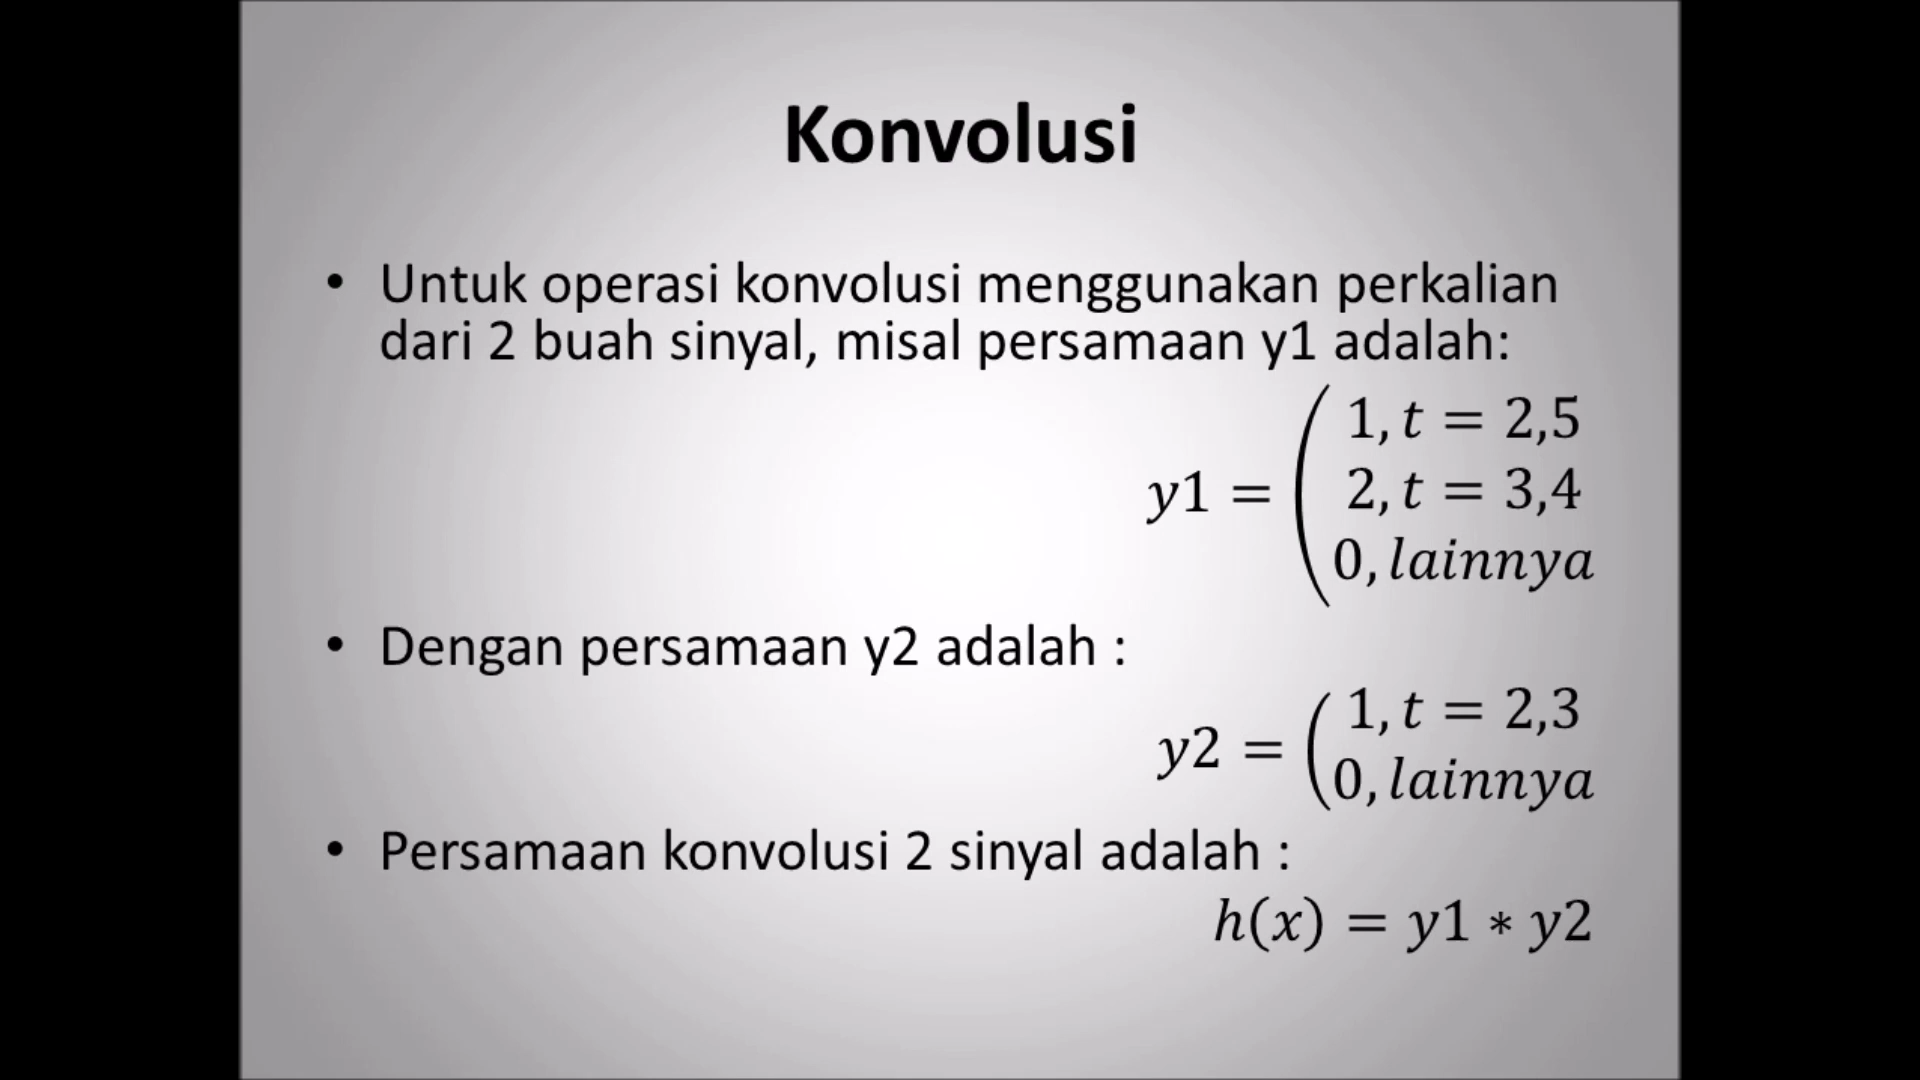 Konvolusi
• Untuk operasi konvolusi menggunakan perkalian
dari 2 buah sinyal, misal persamaan y1 adalah:
1, t = 2,5
y1 = ( 2, t = 3,4
0, lainnya
• Dengan persamaan y2 adalah :
1, t = 2,3
y2 = (
0, lainnya
• Persamaan konvolusi 2 sinyal adalah :
h(x) = y1 ∗ y2